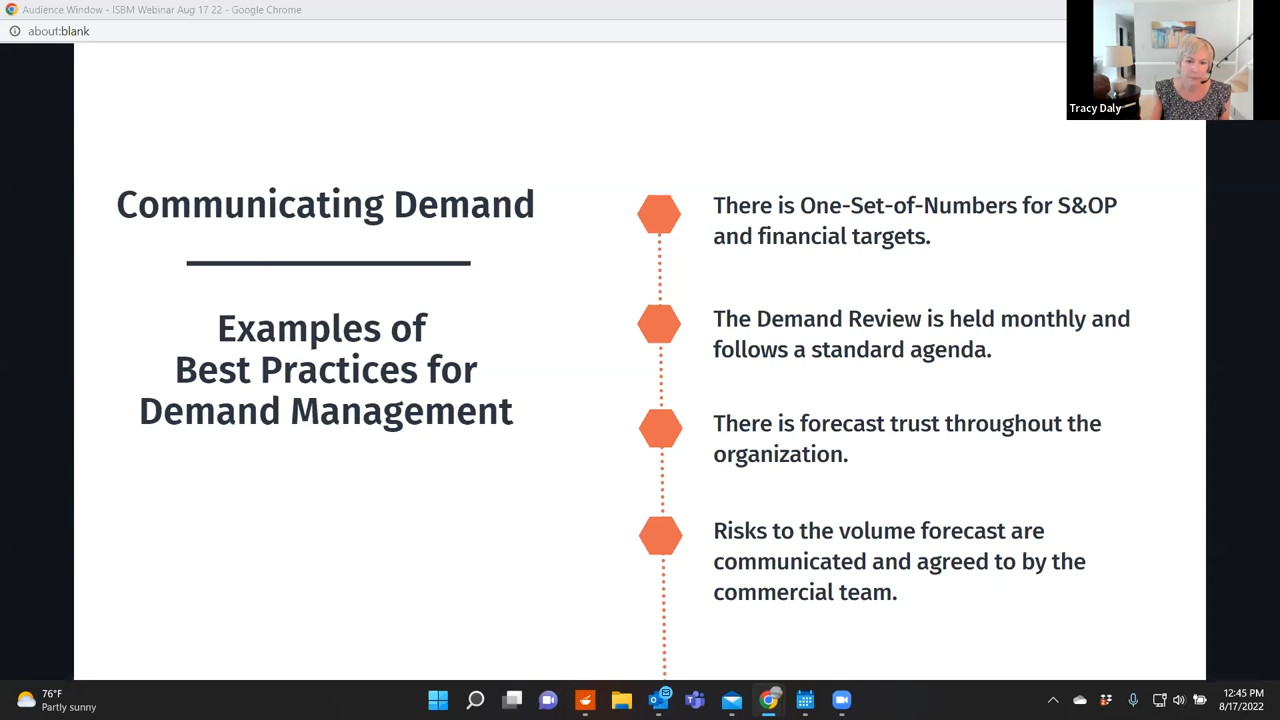 Audience Window - ISBM Webinar Aug 17 22 - Google Chrome
about:blank
Tracy Daly
Communicating Demand
Examples of
Best Practices for
Demand Management
There is One-Set-of-Numbers for S&OP
and financial targets.
The Demand Review is held monthly and
follows a standard agenda.
There is forecast trust throughout the
organization.
Risks to the volume forecast are
communicated and agreed to by the
commercial team.
76°F
Partly sunny
12:45 PM
8/17/2022